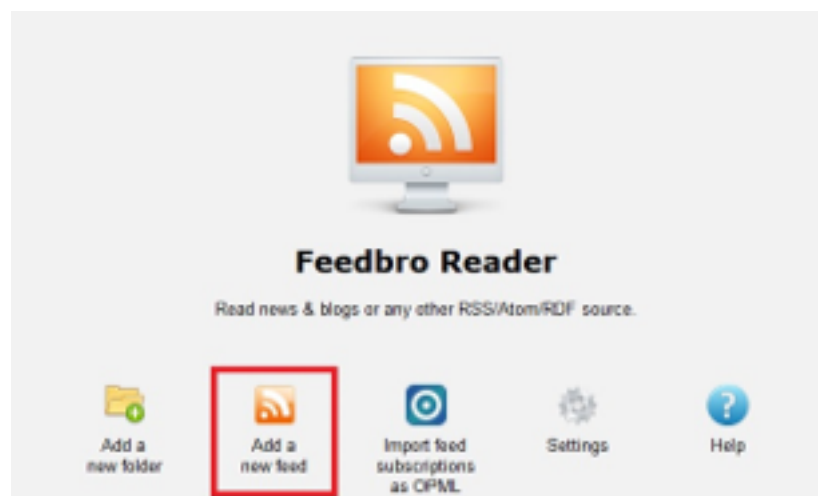 Feedbro Reader
Read news & blogs or any other RSS/Atom/RDF source.
Add a
new folder
Add a
new feed
Import feed
subscriptions
as OPML
Settings
Help